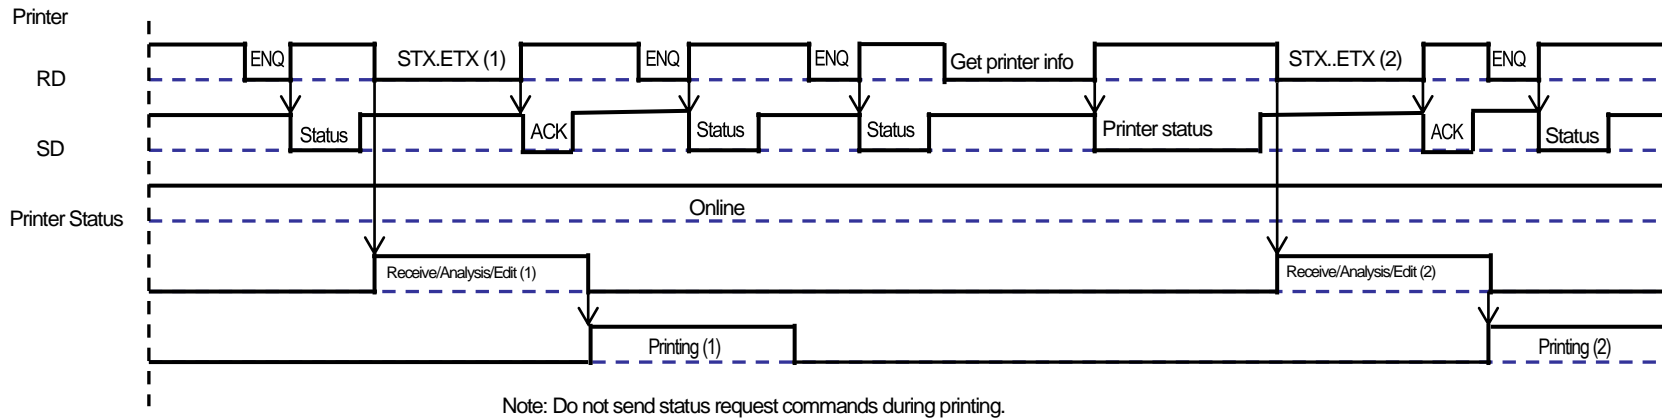 Printer
RD
ENQ
STX.ETX (1)
ENQ
ENQ
Get printer info
STX..ETX (2)
ENQ
SD
Status
ACK
Status
Status
Printer status
ACK
Status
Printer Status
Online
Receive/Analysis/Edit (1)
Receive/Analysis/Edit (2)
Printing (1)
Printing (2)
Note: Do not send status request commands during printing.